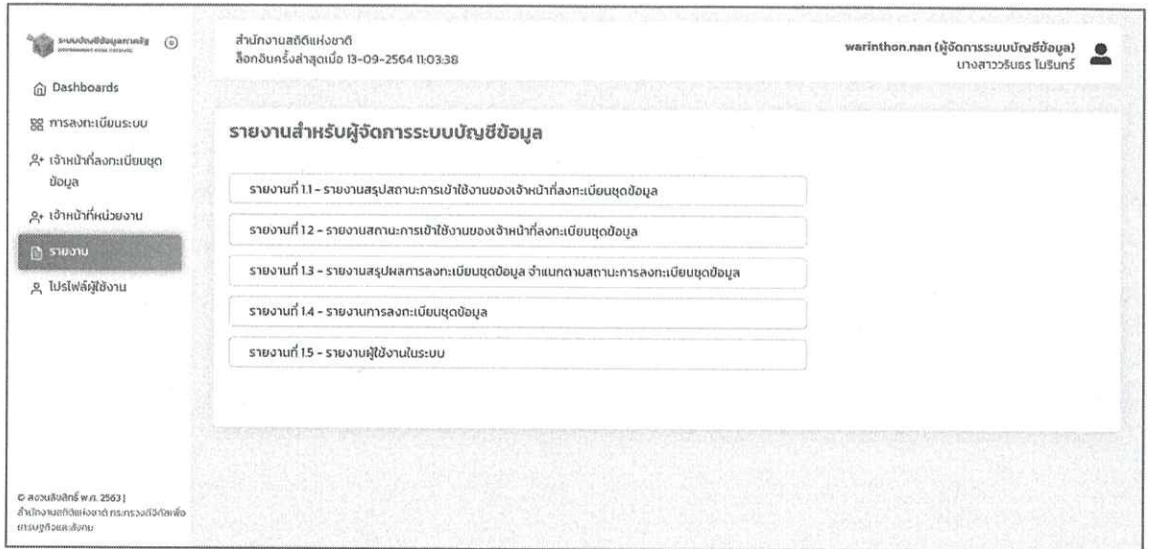 ระบบบัญชีข้อมูลภาครัฐ
สำนักงานสถิติแห่งชาติ
ล็อกอินครั้งล่าสุดเมื่อ 13-09-2564 11:03:38
warinthon.nan (ผู้จัดการระบบบัญชีข้อมูล)
นางสาววรินธร โนรินทร์
Dashboards
การลงทะเบียนระบบ
เจ้าหน้าที่ลงทะเบียนชุด
ข้อมูล
เจ้าหน้าที่หน่วยงาน
รายงาน
โปรไฟล์ผู้ใช้งาน
รายงานสำหรับผู้จัดการระบบบัญชีข้อมูล
รายงานที่ 1.1 - รายงานสรุปสถานะการเข้าใช้งานของเจ้าหน้าที่ลงทะเบียนชุดข้อมูล
รายงานที่ 1.2 - รายงานสถานะการเข้าใช้งานของเจ้าหน้าที่ลงทะเบียนชุดข้อมูล
รายงานที่ 1.3 - รายงานสรุปผลการลงทะเบียนชุดข้อมูล จำแนกตามสถานะการลงทะเบียนชุดข้อมูล
รายงานที่ 1.4 - รายงานการลงทะเบียนชุดข้อมูล
รายงานที่ 1.5 - รายงานผู้ใช้งานในระบบ
© สงวนลิขสิทธิ์ พ.ศ. 2563 |
สำนักงานสถิติแห่งชาติ กระทรวงดิจิทัลเพื่อ
เศรษฐกิจและสังคม